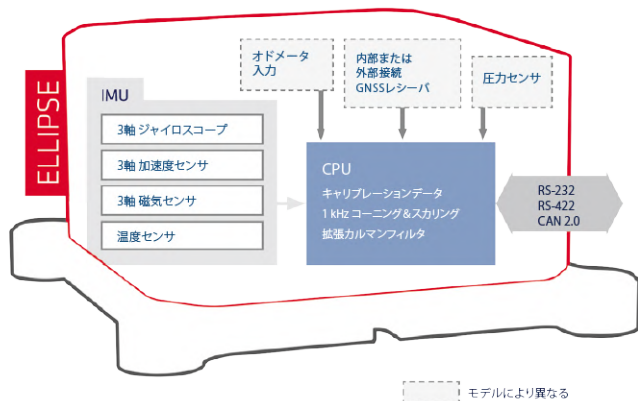 オドメータ
入力
内部または
外部接続
GNSSレシーバ
圧力センサ
ELLIPSE
IMU
3軸 ジャイロスコープ
3軸 加速度センサ
3軸 磁気センサ
温度センサ
CPU
キャリブレーションデータ
1 kHz コーニング&スカリング
拡張カルマンフィルタ
RS-232
RS-422
CAN 2.0
モデルにより異なる